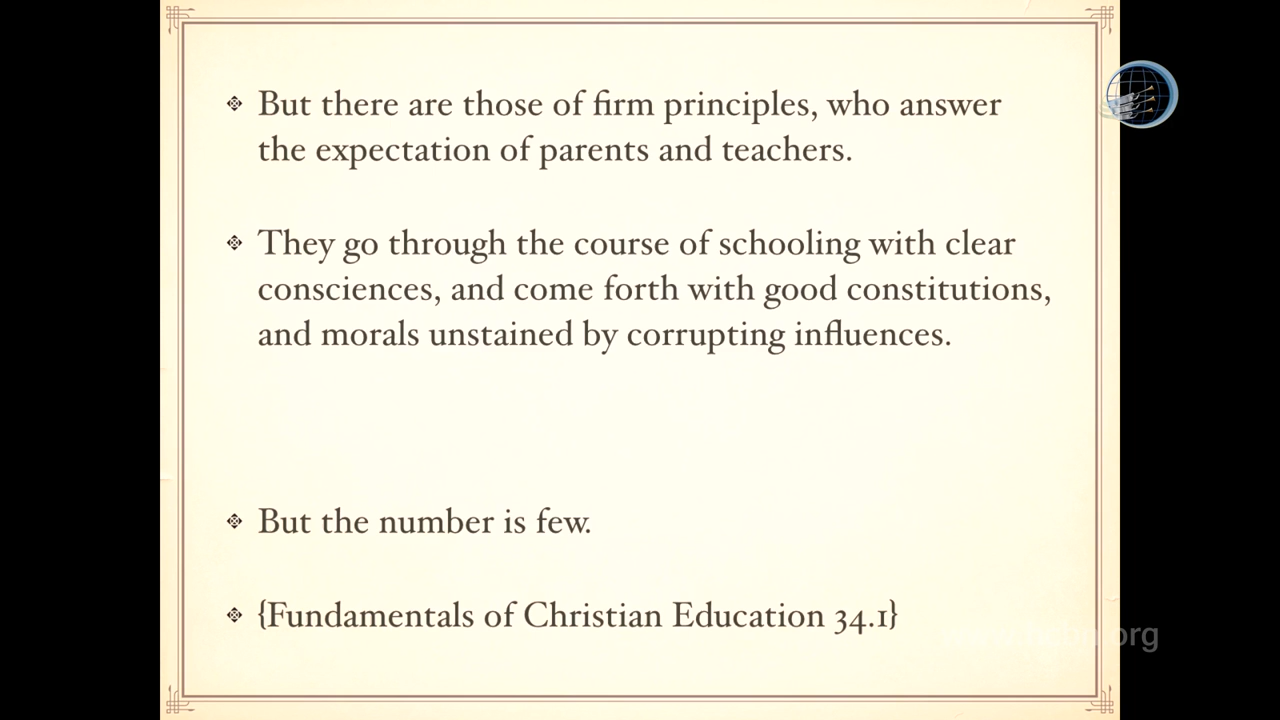 But there are those of firm principles, who answer
the expectation of parents and teachers.
They go through the course of schooling with clear
consciences, and come forth with good constitutions,
and morals unstained by corrupting influences.
But the number is few.
{Fundamentals of Christian Education 34.1}